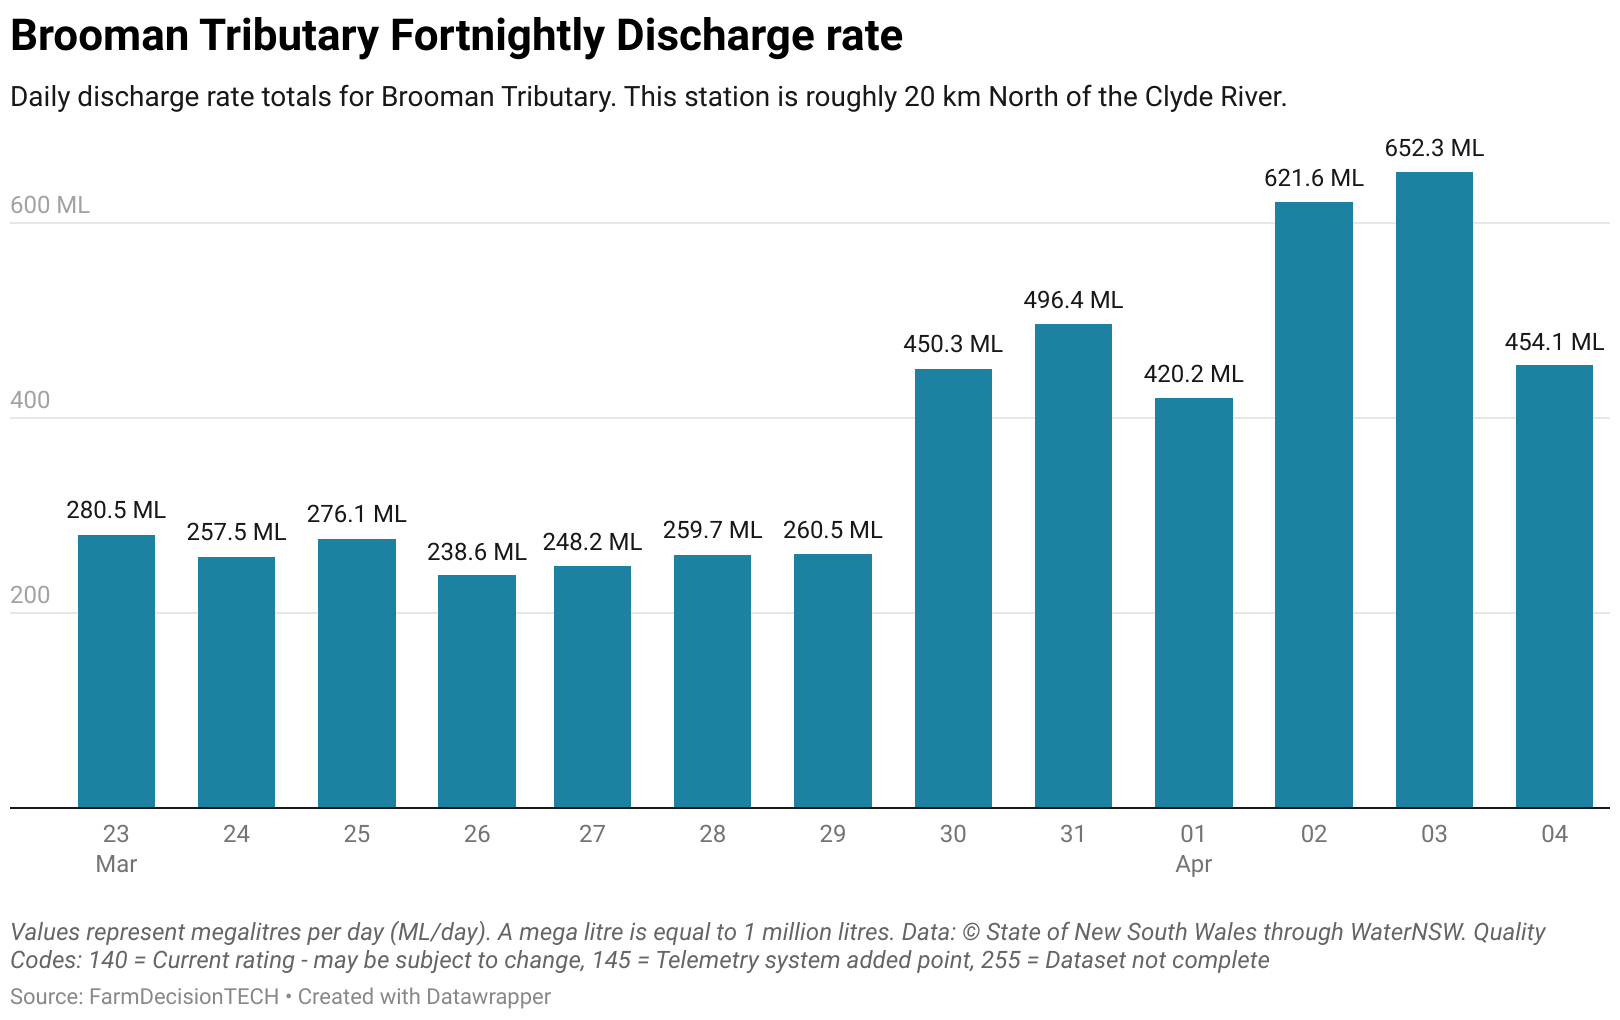 Brooman Tributary Fortnightly Discharge rate
Daily discharge rate totals for Brooman Tributary. This station is roughly 20 km North of the Clyde River.
652.3 ML
621.6 ML
600 ML
496.4 ML
450.3 ML
454.1 ML
420.2 ML
400
280.5 ML
276.1 ML
257.5 ML
259.7 ML
260.5 ML
248.2 ML
238.6 ML
200
23 24 25 26 27 28 29 30 31 01 02 03 04
Mar Apr
Values represent megalitres per day (ML/day). A mega litre is equal to 1 million litres. Data: © State of New South Wales through WaterNSW. Quality
Codes: 140 = Current rating - may be subject to change, 145 = Telemetry system added point, 255 = Dataset not complete
Source: FarmDecisionTECH • Created with Datawrapper